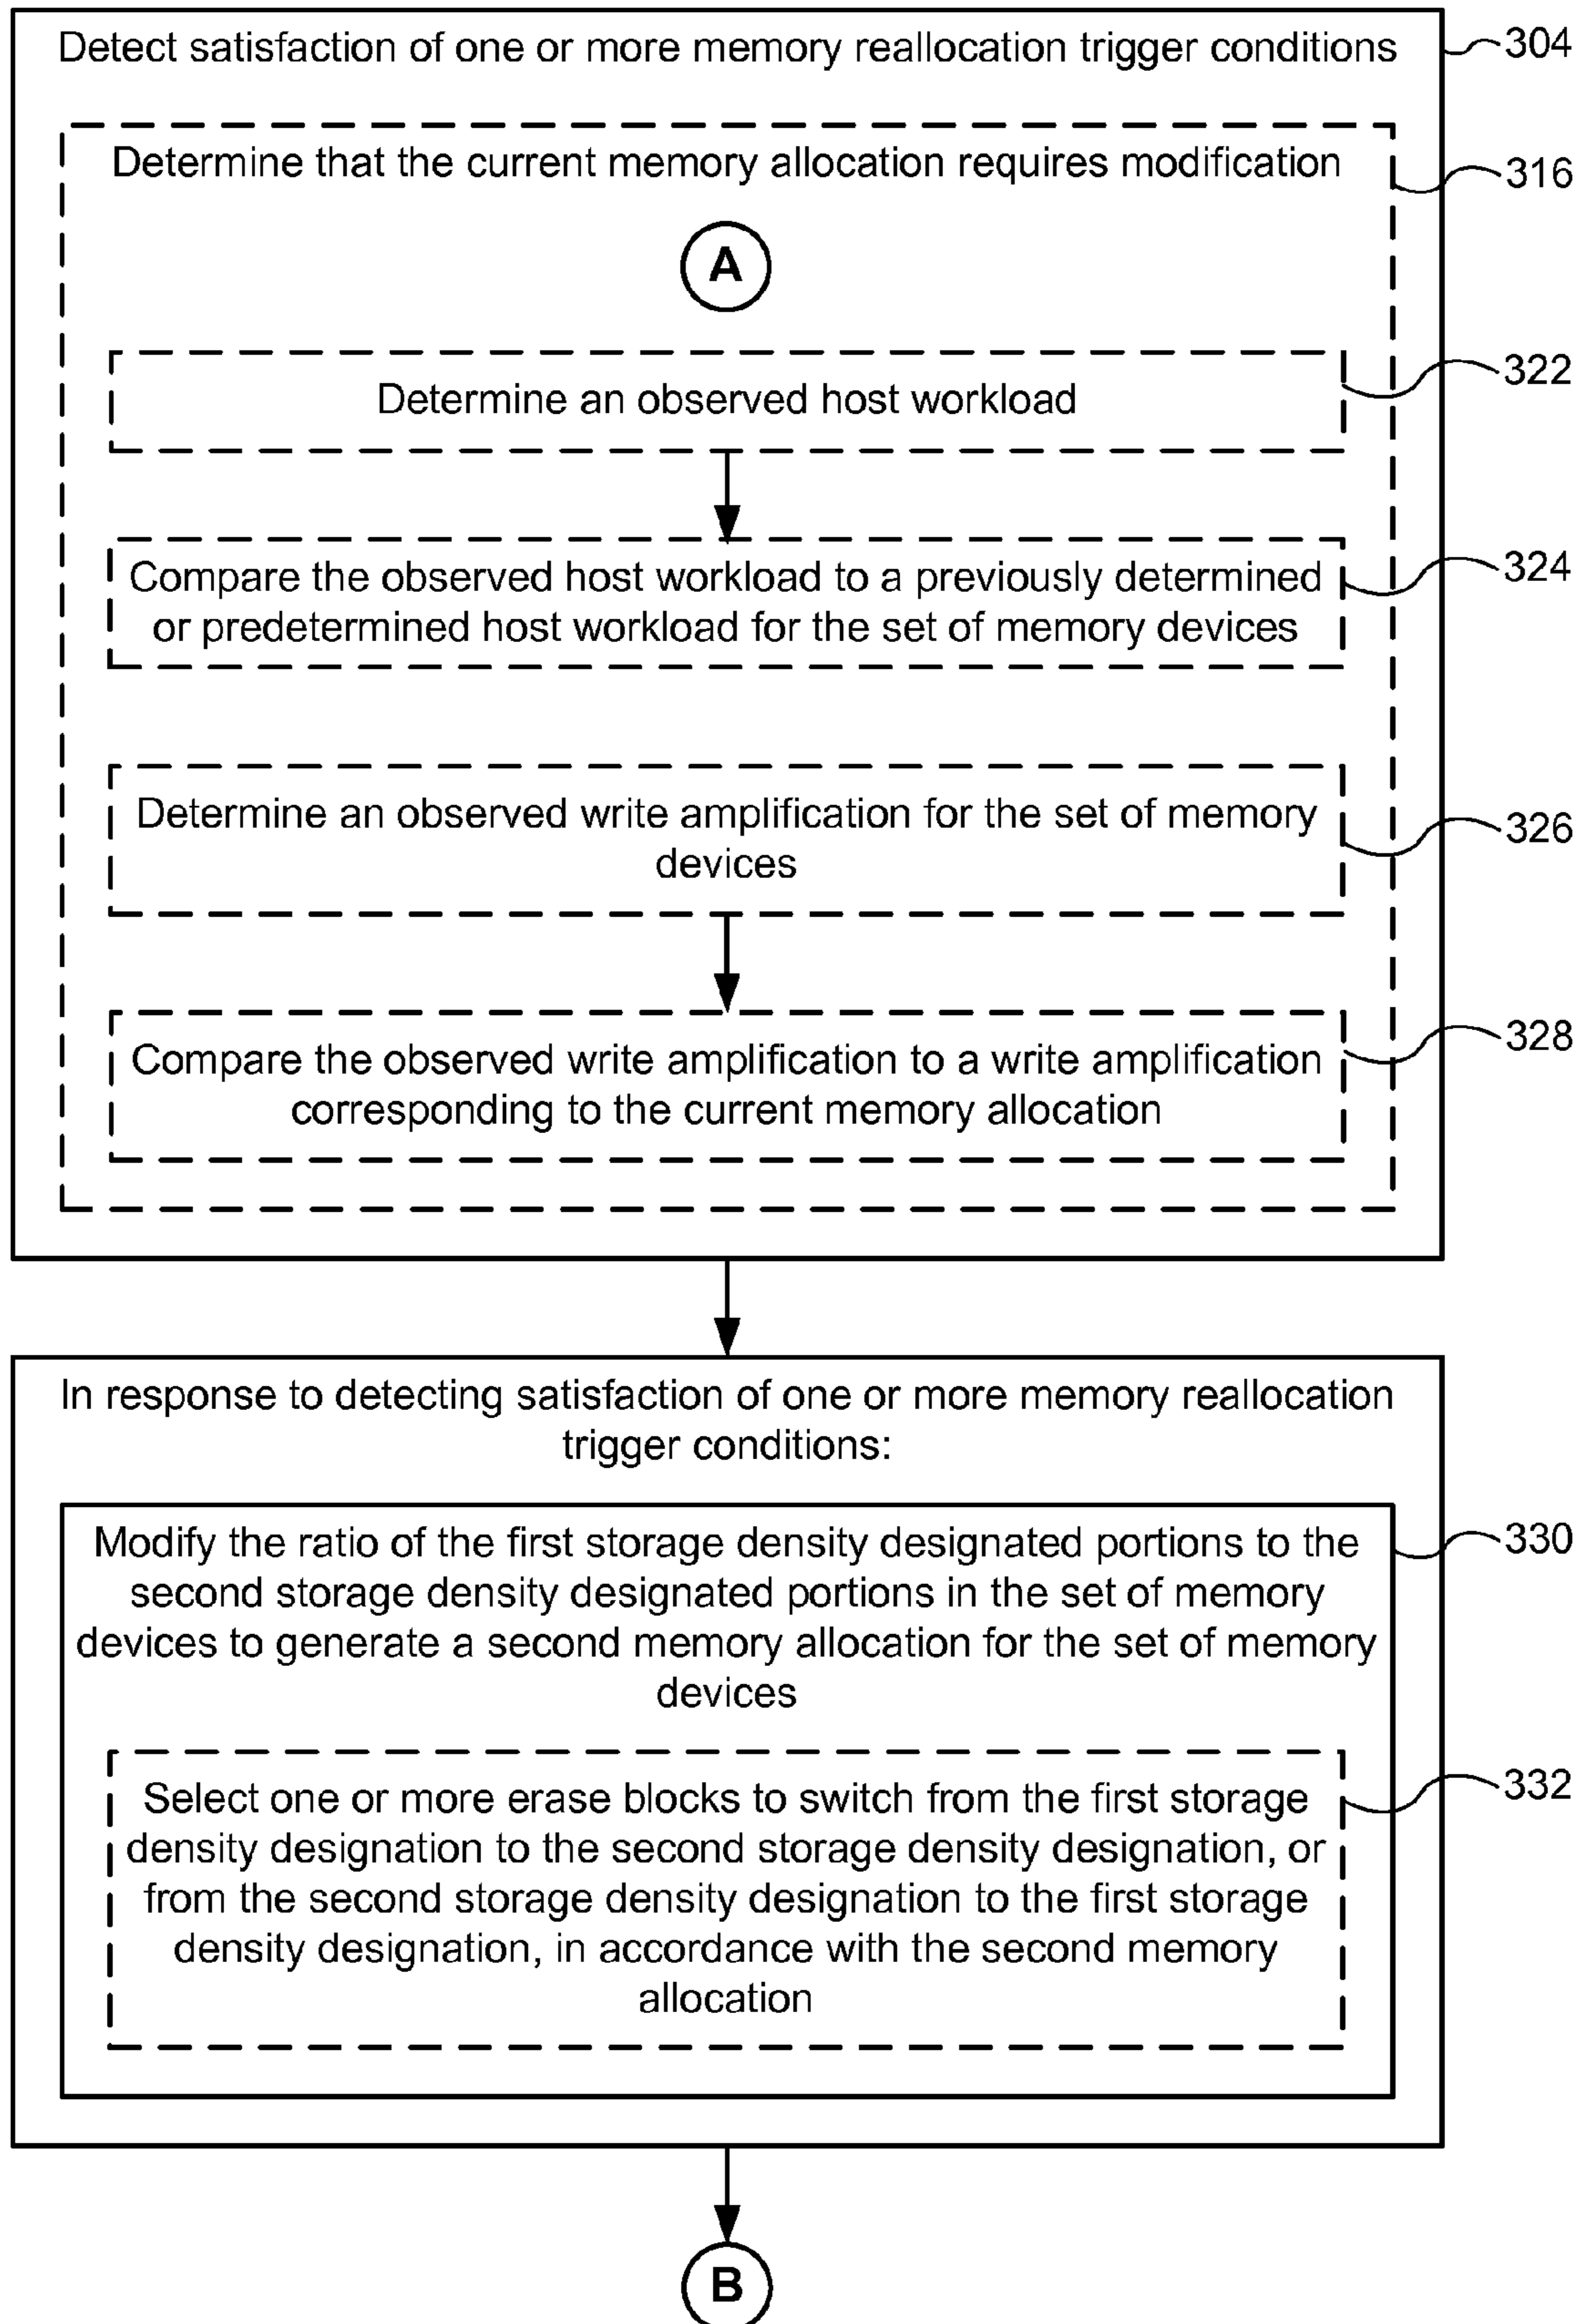 Detect satisfaction of one or more memory reallocation trigger conditions
304
Determine that the current memory allocation requires modification
316
A
Determine an observed host workload
322
Compare the observed host workload to a previously determined
or predetermined host workload for the set of memory devices
324
Determine an observed write amplification for the set of memory
devices
326
Compare the observed write amplification to a write amplification
corresponding to the current memory allocation
328
In response to detecting satisfaction of one or more memory reallocation
trigger conditions:
Modify the ratio of the first storage density designated portions to the
second storage density designated portions in the set of memory
devices to generate a second memory allocation for the set of memory
devices
330
Select one or more erase blocks to switch from the first storage
density designation to the second storage density designation, or
from the second storage density designation to the first storage
density designation, in accordance with the second memory
allocation
332
B